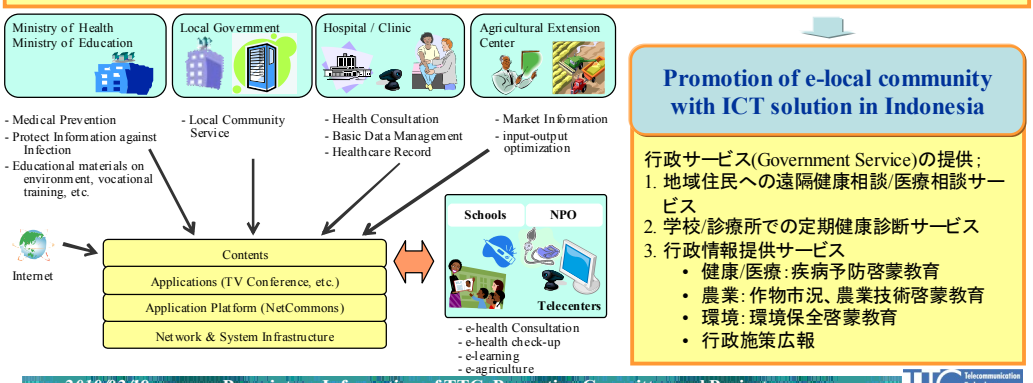 Ministry of Health
Ministry of Education
Local Government
Hospital / Clinic
Agricultural Extension
Center
- Medical Prevention
- Protect Information against
Infection
- Educational materials on
environment, vocational
training, etc.
- Local Community
Service
- Health Consultation
- Basic Data Management
- Healthcare Record
- Market Information
- input-output
optimization
Internet
Contents
Applications (TV Conference, etc.)
Application Platform (NetCommons)
Network & System Infrastructure
Schools
NPO
Telecenters
- e-health Consultation
- e-health check-up
- e-learning
- e-agriculture
Promotion of e-local community
with ICT solution in Indonesia
行政サービス(Government Service)の提供;
1. 地域住民への遠隔健康相談/医療相談サー
ビス
2. 学校/診療所での定期健康診断サービス
3. 行政情報提供サービス
• 健康/医療:疾病予防啓蒙教育
• 農業:作物市況、農業技術啓蒙教育
• 環境:環境保全啓蒙教育
• 行政施策広報
TTC Telecommunication